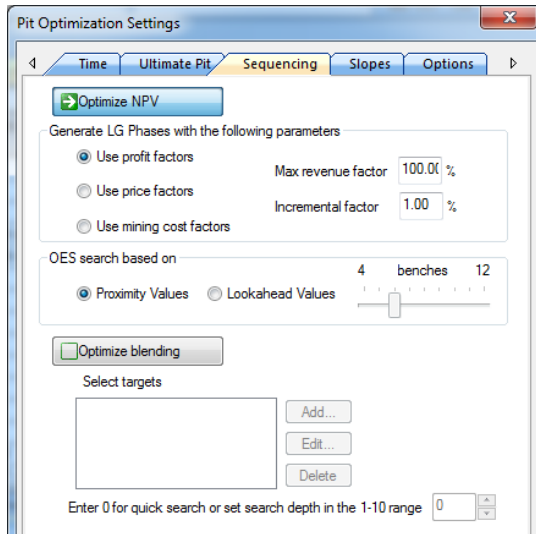 Pit Optimization Settings
Time Ultimate Pit Sequencing Slopes Options
Optimize NPV
Generate LG Phases with the following parameters
Use profit factors
Max revenue factor 100.0( %
Use price factors
Incremental factor 1.00 %
Use mining cost factors
OES search based on
4 benches 12
Proximity Values Lookahead Values
Optimize blending
Select targets
Add...
Edit...
Delete
Enter 0 for quick search or set search depth in the 1-10 range 0